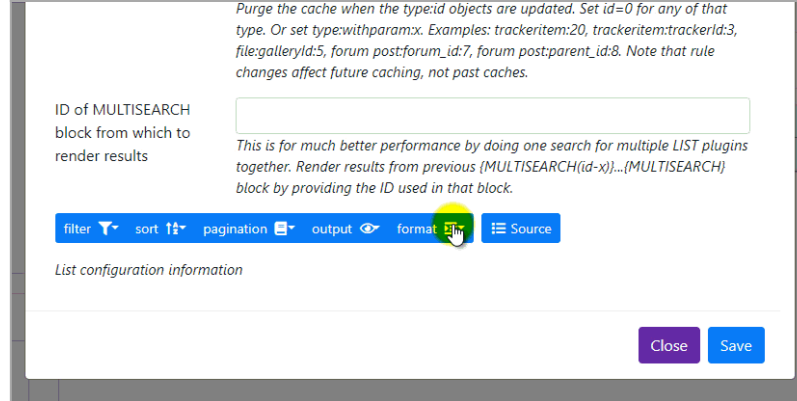 Purge the cache when the type:id objects are updated. Set id=0 for any of that
type. Or set type:withparam:x. Examples: trackeritem:20, trackeritem:trackerId:3,
file:galleryId:5, forum post:forum_id:7, forum post:parent_id:8. Note that rule
changes affect future caching, not past caches.
ID of MULTISEARCH
block from which to
render results
This is for much better performance by doing one search for multiple LIST plugins
together. Render results from previous {MULTISEARCH(id-x)}...{MULTISEARCH}
block by providing the ID used in that block.
filter sort pagination output format Source
List configuration information
Close Save